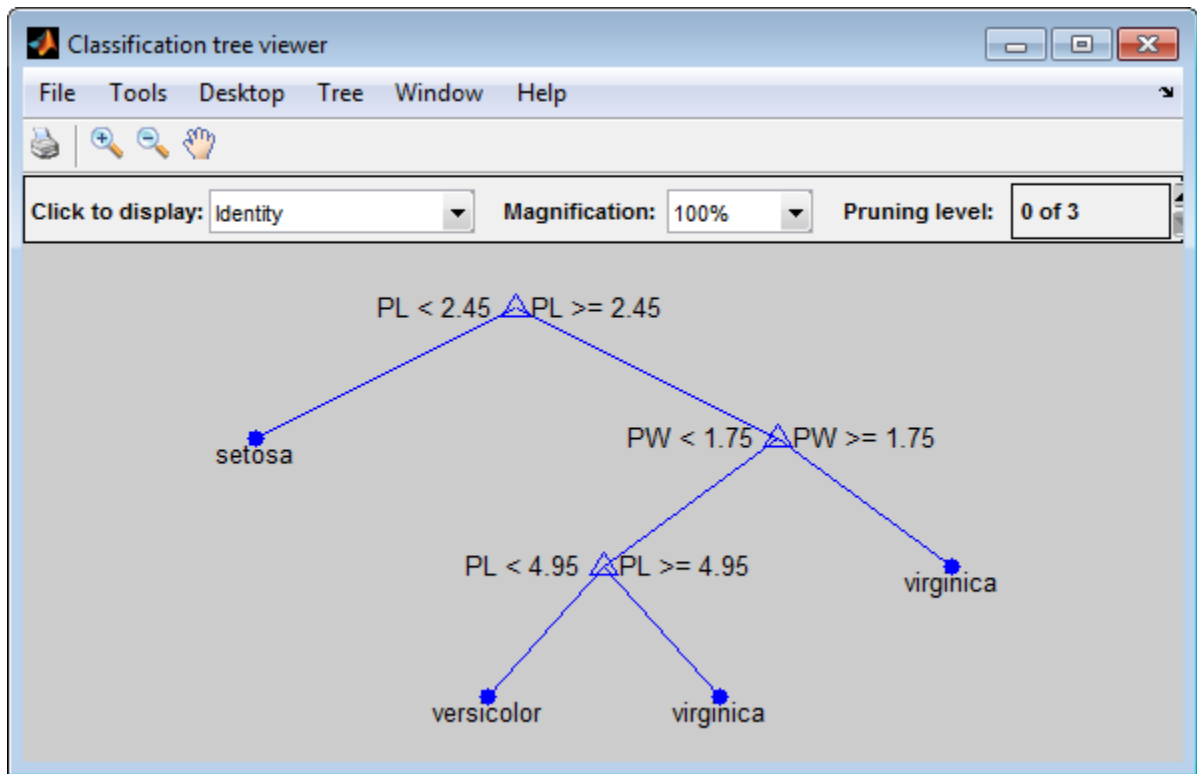 Classification tree viewer
File Tools Desktop Tree Window Help
Click to display: Identity Magnification: 100% Pruning level: 0 of 3
PL < 2.45 PL >= 2.45
PW < 1.75 PW >= 1.75
setosa
PL < 4.95 PL >= 4.95
virginica
versicolor virginica